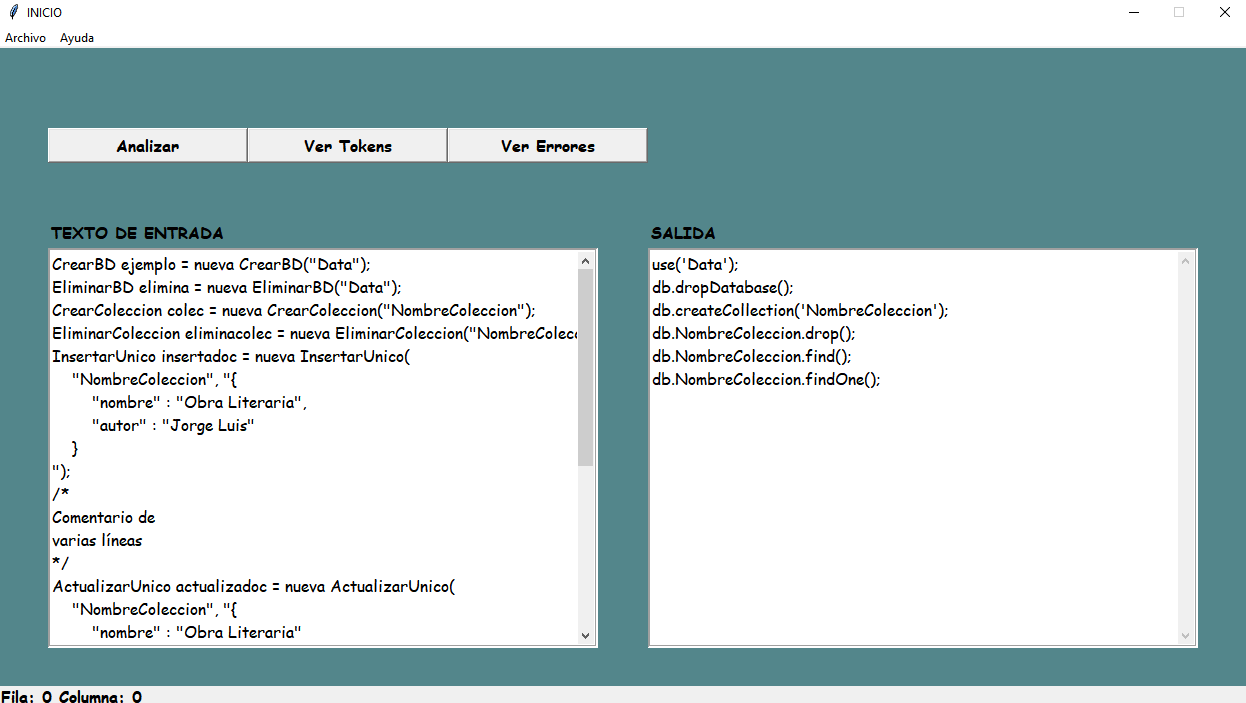 INICIO
Archivo Ayuda
Analizar Ver Tokens Ver Errores
TEXTO DE ENTRADA
CrearBD ejemplo = nueva CrearBD("Data");
EliminarBD elimina = nueva EliminarBD("Data");
CrearColeccion colec = nueva CrearColeccion("NombreColeccion");
EliminarColeccion eliminacolec = nueva EliminarColeccion("NombreColecc
InsertarUnico insertadoc = nueva InsertarUnico(
"NombreColeccion", "{
"nombre" : "Obra Literaria",
"autor" : "Jorge Luis"
}
");
/*
Comentario de
varias líneas
*/
ActualizarUnico actualizadoc = nueva ActualizarUnico(
"NombreColeccion", "{
"nombre" : "Obra Literaria"
SALIDA
use('Data');
db.dropDatabase();
db.createCollection('NombreColeccion');
db.NombreColeccion.drop();
db.NombreColeccion.find();
db.NombreColeccion.findOne();
Fila: 0 Columna: 0